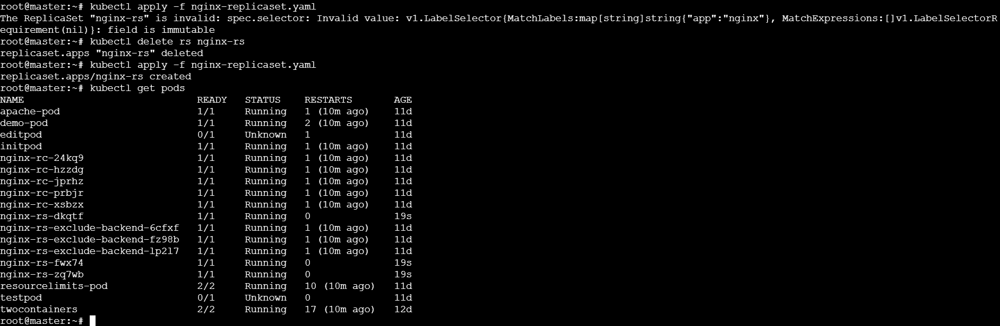 root@master:~# kubectl apply -f nginx-replicaset.yaml
The ReplicaSet "nginx-rs" is invalid: spec.selector: Invalid value: v1.LabelSelector{MatchLabels:map[string]string{"app":"nginx"}, MatchExpressions:[]v1.LabelSelectorR
equirement(nil)}: field is immutable
root@master:~# kubectl delete rs nginx-rs
replicaset.apps "nginx-rs" deleted
root@master:~# kubectl apply -f nginx-replicaset.yaml
replicaset.apps/nginx-rs created
root@master:~# kubectl get pods
NAME                             READY   STATUS    RESTARTS       AGE
apache-pod                       1/1     Running   1 (10m ago)    11d
demo-pod                         1/1     Running   2 (10m ago)    11d
editpod                          0/1     Unknown   1              11d
initpod                          1/1     Running   1 (10m ago)    11d
nginx-rc-24kq9                   1/1     Running   1 (10m ago)    11d
nginx-rc-hzzdg                   1/1     Running   1 (10m ago)    11d
nginx-rc-jprhz                   1/1     Running   1 (10m ago)    11d
nginx-rc-prbjr                   1/1     Running   1 (10m ago)    11d
nginx-rc-xsbzx                   1/1     Running   1 (10m ago)    11d
nginx-rs-dkqtf                   1/1     Running   0              19s
nginx-rs-exclude-backend-6cfxf   1/1     Running   1 (10m ago)    11d
nginx-rs-exclude-backend-fz98b   1/1     Running   1 (10m ago)    11d
nginx-rs-exclude-backend-lp2l7   1/1     Running   1 (10m ago)    11d
nginx-rs-fwx74                   1/1     Running   0              19s
nginx-rs-zq7wb                   1/1     Running   0              19s
resourcelimits-pod               2/2     Running   10 (10m ago)   11d
testpod                          0/1     Unknown   0              11d
twocontainers                    2/2     Running   17 (10m ago)   12d
root@master:~#